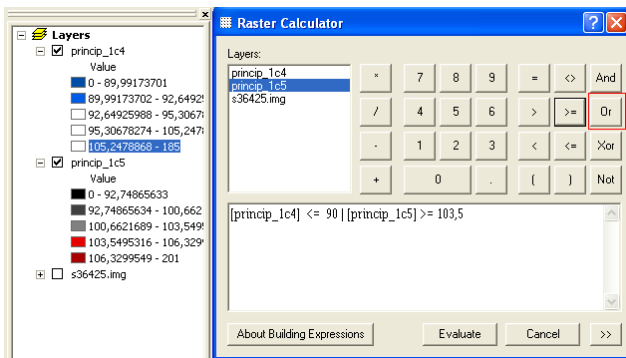 Layers
princip_1c4
Value
0 - 89,99173701
89,99173702 - 92,6492
92,64925988 - 95,3067
95,30678274 - 105,247
105,2478868 - 185
princip_1c5
Value
0 - 92,74865633
92,74865634 - 100,662
100,6621689 - 103,549
103,5495316 - 106,329
106,3299549 - 201
s36425.img
Raster Calculator
Layers:
princip_1c4
princip_1c5
s36425.img
* 7 8 9 = <> And
/ 4 5 6 > >= Or
- 1 2 3 < <= Xor
+ 0 . ( ) Not
[princip_1c4] <= 90 | [princip_1c5] >= 103,5
About Building Expressions Evaluate Cancel >>